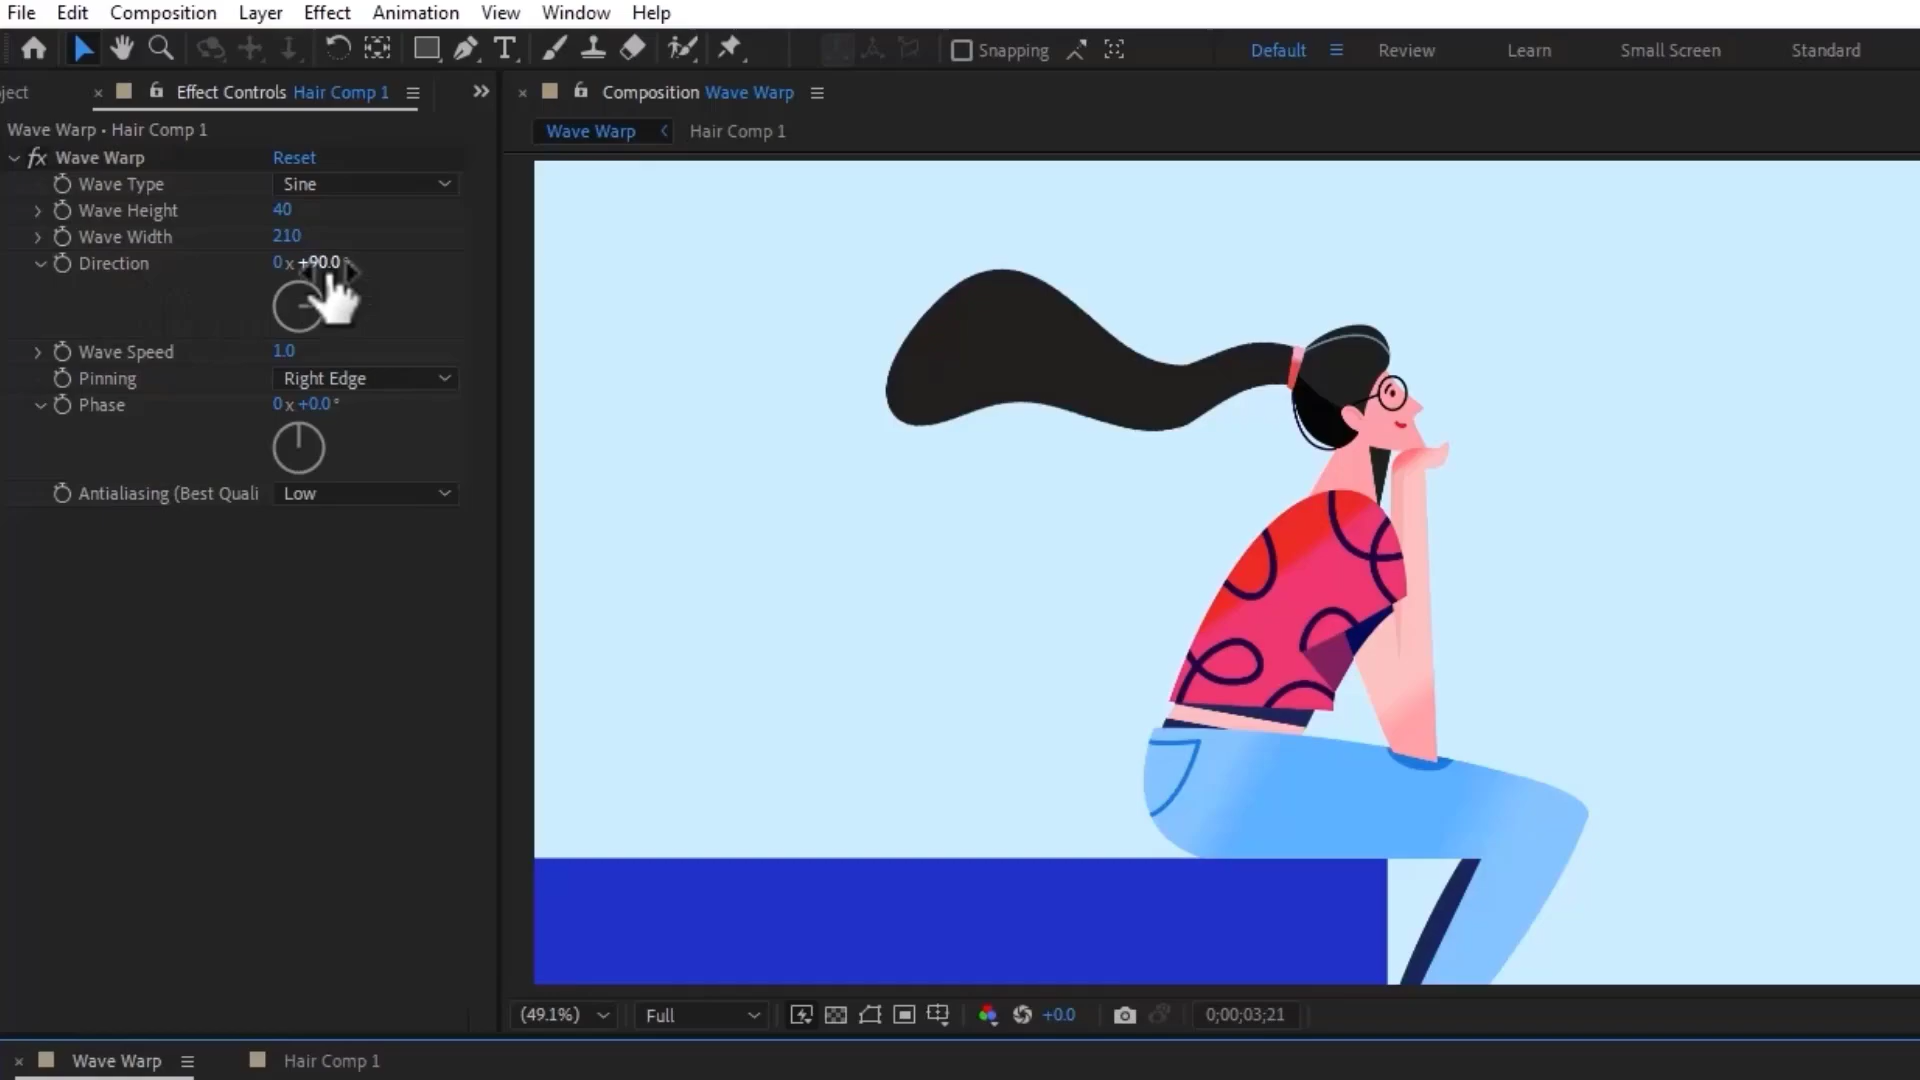 File Edit Composition Layer Effect Animation View Window Help
Snapping Default Review Learn Small Screen Standard
ject Effect Controls Hair Comp 1 Composition Wave Warp
Wave Warp • Hair Comp 1 Wave Warp Hair Comp 1
fx Wave Warp Reset
Wave Type Sine
Wave Height 40
Wave Width 210
Direction 0 x +90.0
Wave Speed 1.0
Pinning Right Edge
Phase 0 x +0.0°
Antialiasing (Best Quali Low
(49.1%) Full +0.0 0;00;03;21
Wave Warp Hair Comp 1